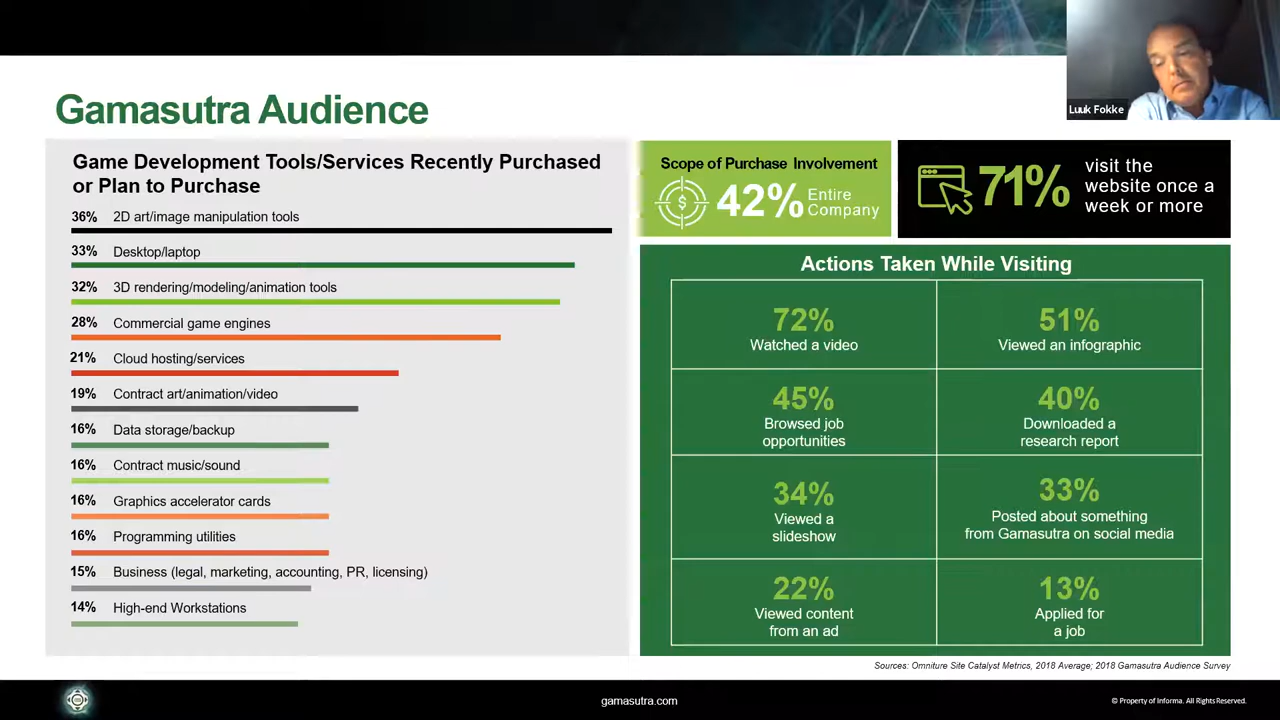 Luuk Fokke
Gamasutra Audience
Game Development Tools/Services Recently Purchased
or Plan to Purchase
36% 2D art/image manipulation tools
33% Desktop/laptop
32% 3D rendering/modeling/animation tools
28% Commercial game engines
21% Cloud hosting/services
19% Contract art/animation/video
16% Data storage/backup
16% Contract music/sound
16% Graphics accelerator cards
16% Programming utilities
15% Business (legal, marketing, accounting, PR, licensing)
14% High-end Workstations
Scope of Purchase Involvement
$
42% Entire
Company
71%
visit the
website once a
week or more
Actions Taken While Visiting
72%
Watched a video
51%
Viewed an infographic
45%
Browsed job
opportunities
40%
Downloaded a
research report
34%
Viewed a
slideshow
33%
Posted about something
from Gamasutra on social media
22%
Viewed content
from an ad
13%
Applied for
a job
Sources: Omniture Site Catalyst Metrics, 2018 Average; 2018 Gamasutra Audience Survey
gamasutra.com
© Property of Informa. All Rights Reserved.